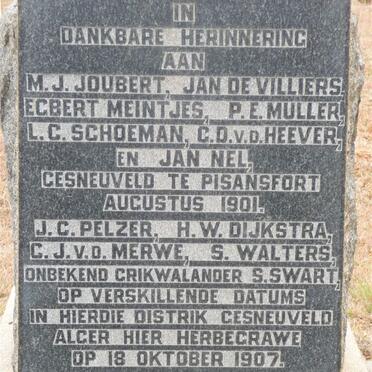 IN
DANKBARE HERINNERING
AAN
M.J. JOUBERT, JAN DE VILLIERS,
EGBERT MEINTJES, P.E. MULLER,
L.C. SCHOEMAN, C.D.v.d. HEEVER,
EN JAN NEL,
GESNEUVELD TE PISANSFORT
AUGUSTUS 1901.
J.C. PELZER, H.W. DIJKSTRA,
C.J.v.d. MERWE, S. WALTERS,
ONBEKEND GRIKWALANDER S. SWART,
OP VERSKILLENDE DATUMS
IN HIERDIE DISTRIK GESNEUVELD
ALGER HIER HERBEGRAWE
OP 18 OKTOBER 1907.